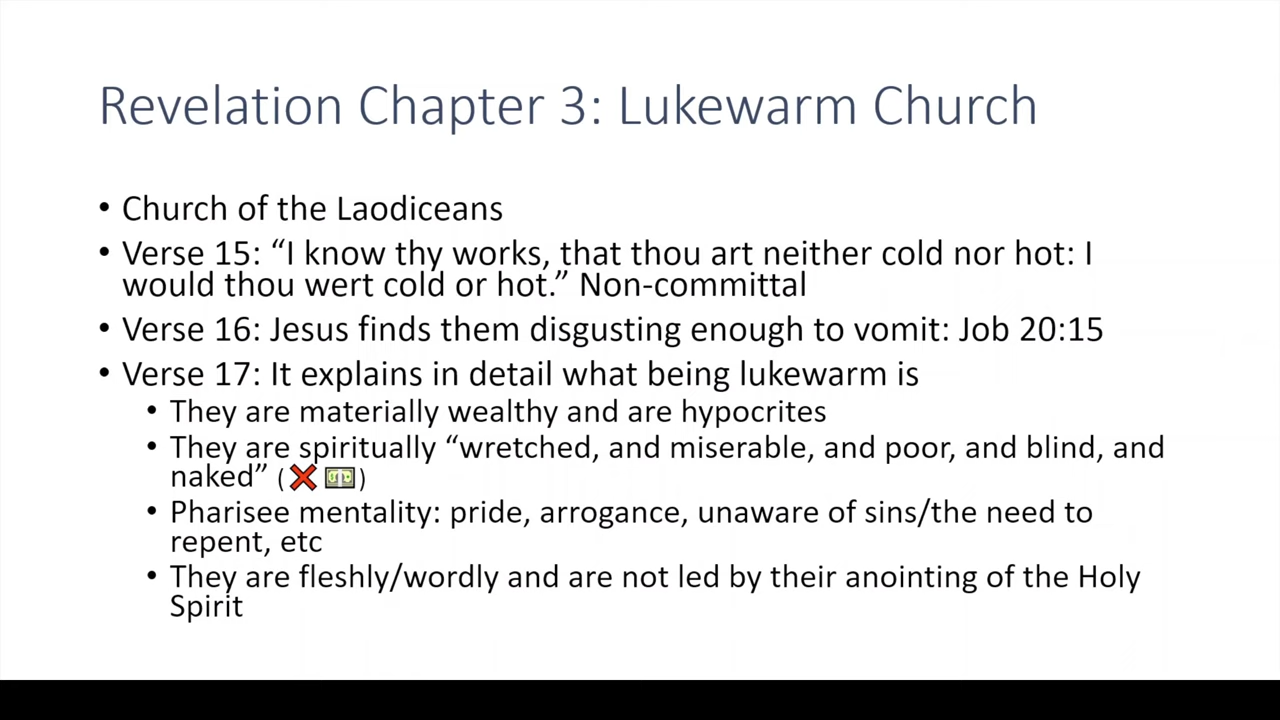 Revelation Chapter 3: Lukewarm Church
• Church of the Laodiceans
• Verse 15: “I know thy works, that thou art neither cold nor hot: I
would thou wert cold or hot.” Non-committal
• Verse 16: Jesus finds them disgusting enough to vomit: Job 20:15
• Verse 17: It explains in detail what being lukewarm is
• They are materially wealthy and are hypocrites
• They are spiritually “wretched, and miserable, and poor, and blind, and
naked” (❌ 💵)
• Pharisee mentality: pride, arrogance, unaware of sins/the need to
repent, etc
• They are fleshly/wordly and are not led by their anointing of the Holy
Spirit